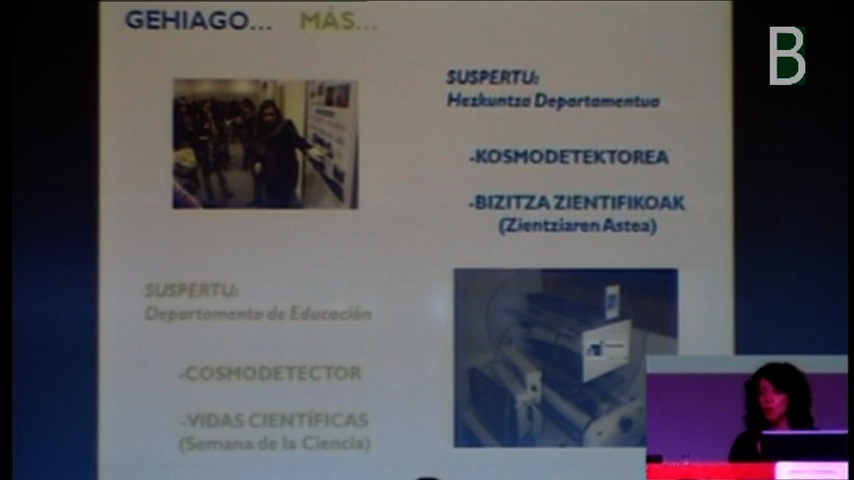 GEHIAGO... MÁS...
SUSPERTU:
Hezkuntza Departamentua
-KOSMODETEKTOREA
-BIZITZA ZIENTIFIKOAK
(Zientziaren Astea)
SUSPERTU:
Departamento de Educación
-COSMODETECTOR
-VIDAS CIENTÍFICAS
(Semana de la Ciencia)
B